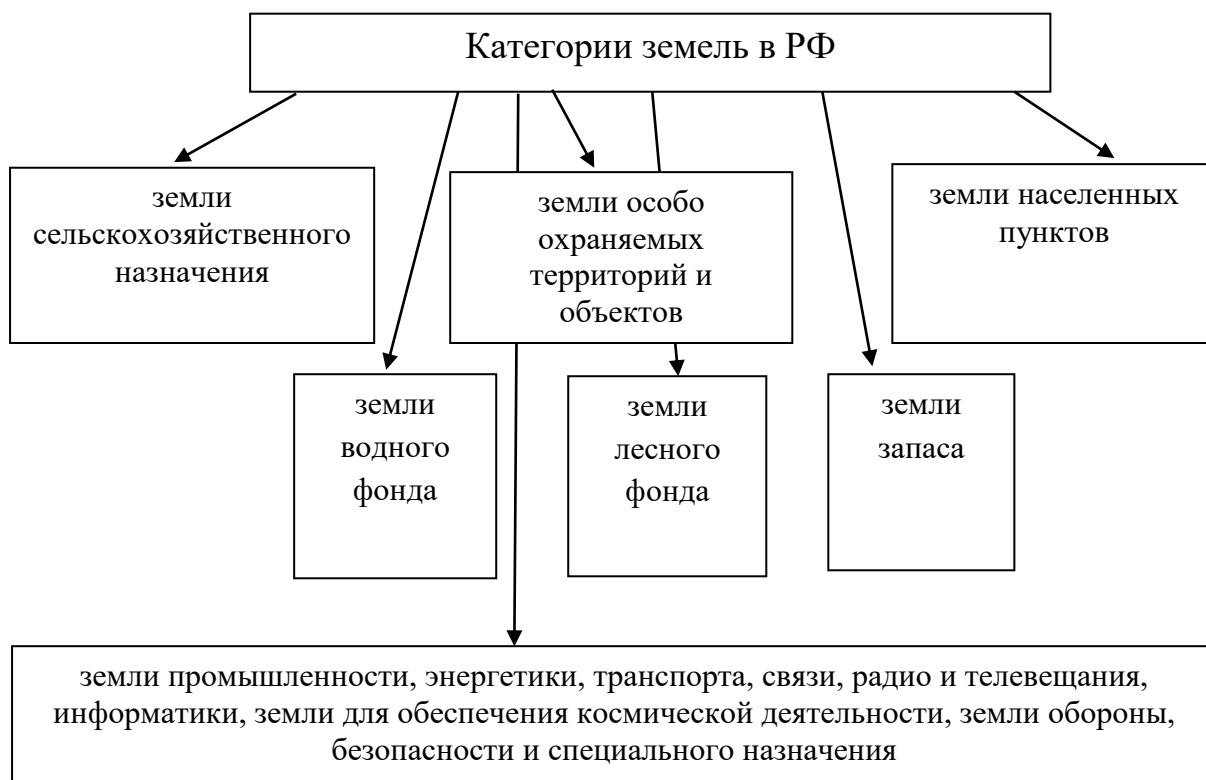 Категории земель в РФ
земли
сельскохозяйственного
назначения
земли особо
охраняемых
территорий и
объектов
земли населенных
пунктов
земли
водного
фонда
земли
лесного
фонда
земли
запаса
земли промышленности, энергетики, транспорта, связи, радио и телевещания,
информатики, земли для обеспечения космической деятельности, земли обороны,
безопасности и специального назначения